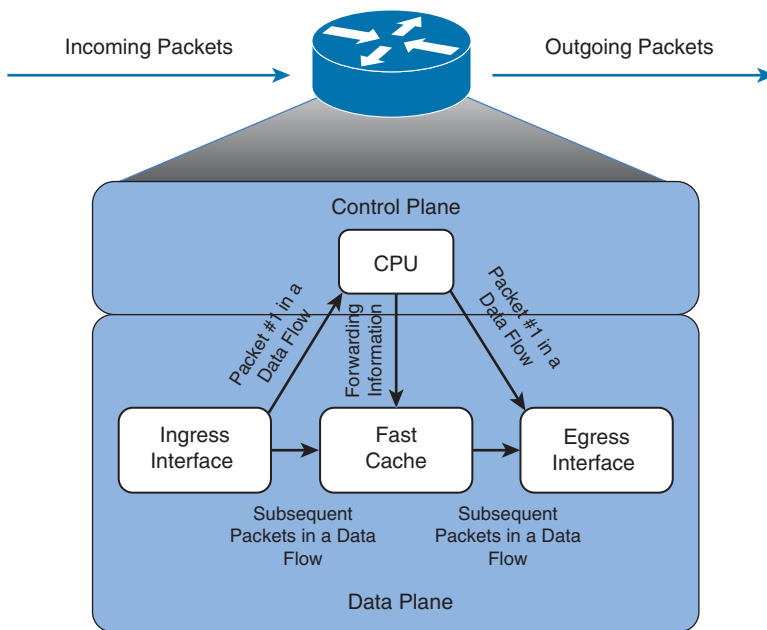 Incoming Packets
Outgoing Packets
Control Plane
CPU
Packet #1 in a
Data Flow
Forwarding
Information
Packet #1 in a
Data Flow
Ingress
Interface
Fast
Cache
Egress
Interface
Subsequent
Packets in a Data
Flow
Subsequent
Packets in a Data
Flow
Data Plane